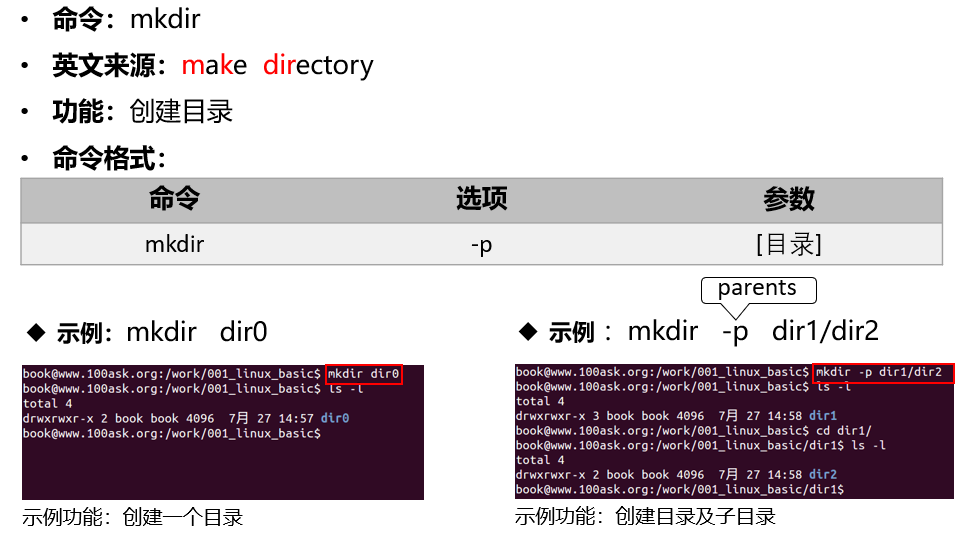 • 命令：mkdir
• 英文来源：make directory
• 功能：创建目录
• 命令格式：
命令 选项 参数
mkdir -p [目录]
◆ 示例：mkdir dir0
book@www.100ask.org:/work/001_linux_basic$ mkdir dir0
book@www.100ask.org:/work/001_linux_basic$ ls -l
total 4
drwxrwxr-x 2 book book 4096 7月 27 14:57 dir0
book@www.100ask.org:/work/001_linux_basic$
示例功能：创建一个目录
parents
◆ 示例：mkdir -p dir1/dir2
book@www.100ask.org:/work/001_linux_basic$ mkdir -p dir1/dir2
book@www.100ask.org:/work/001_linux_basic$ ls -l
total 4
drwxrwxr-x 3 book book 4096 7月 27 14:58 dir1
book@www.100ask.org:/work/001_linux_basic$ cd dir1/
book@www.100ask.org:/work/001_linux_basic/dir1$ ls -l
total 4
drwxrwxr-x 2 book book 4096 7月 27 14:58 dir2
book@www.100ask.org:/work/001_linux_basic/dir1$
示例功能：创建目录及子目录